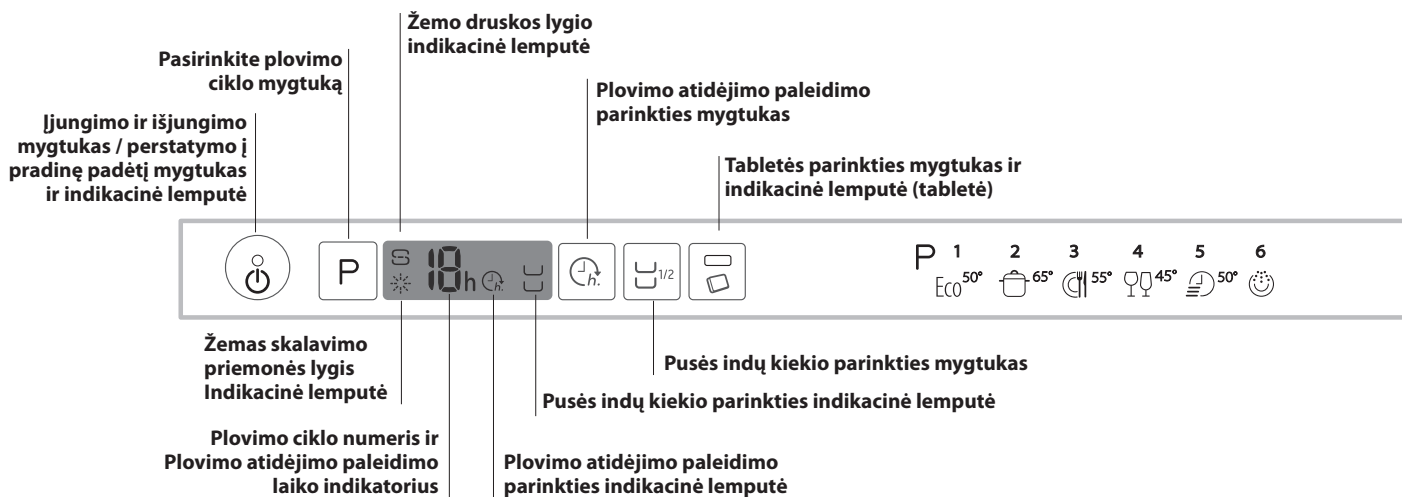 Žemo druskos lygio
indikacinė lemputė
Pasirinkite plovimo
ciklo mygtuką
Plovimo atidėjimo paleidimo
parinkties mygtukas
Įjungimo ir išjungimo
mygtukas / perstatymo į
pradinę padėtį mygtukas
ir indikacinė lemputė
Tabletės parinkties mygtukas ir
indikacinė lemputė (tabletė)
P
18h
h.
h.
1/2
P 1 2 3 4 5 6
Eco 50° 65° 55° 45° 50°
Žemas skalavimo
priemonės lygis
Indikacinė lemputė
Pusės indų kiekio parinkties mygtukas
Pusės indų kiekio parinkties indikacinė lemputė
Plovimo ciklo numeris ir
Plovimo atidėjimo paleidimo
laiko indikatorius
Plovimo atidėjimo paleidimo
parinkties indikacinė lemputė